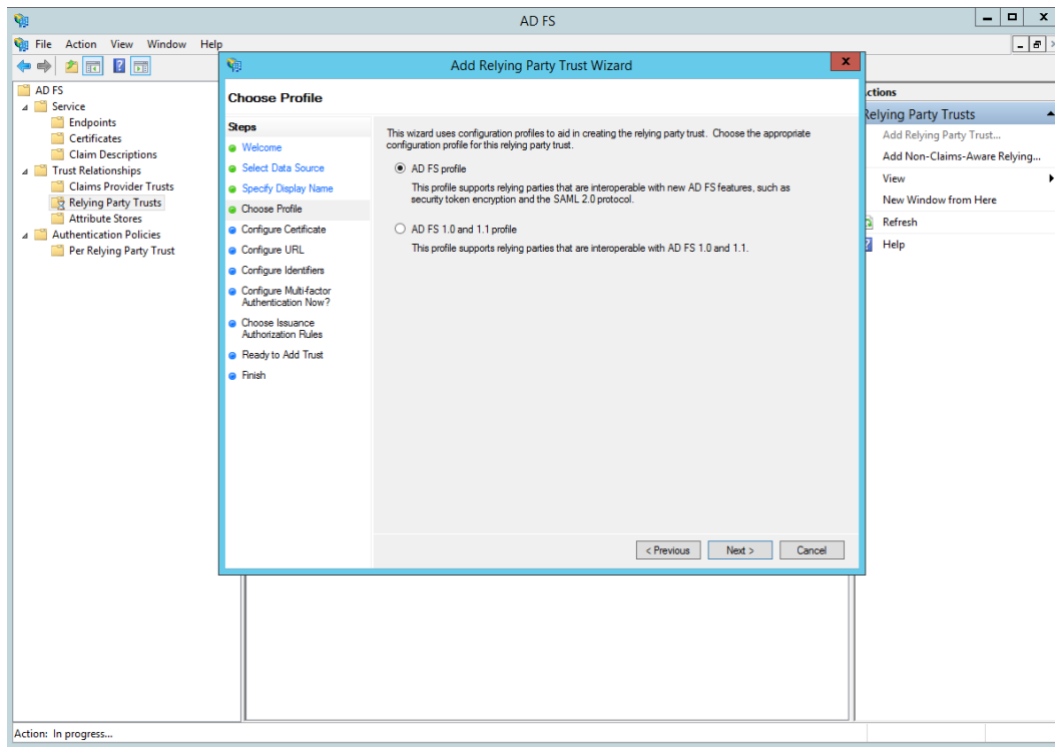 AD FS
File Action View Window Help
AD FS
Service
Endpoints
Certificates
Claim Descriptions
Trust Relationships
Claims Provider Trusts
Relying Party Trusts
Attribute Stores
Authentication Policies
Per Relying Party Trust
Add Relying Party Trust Wizard
x
Choose Profile
Steps
Welcome
Select Data Source
Specify Display Name
Choose Profile
Configure Certificate
Configure URL
Configure Identifiers
Configure Multi-factor
Authentication Now?
Choose Issuance
Authorization Rules
Ready to Add Trust
Finish
This wizard uses configuration profiles to aid in creating the relying party trust. Choose the appropriate
configuration profile for this relying party trust.
AD FS profile
This profile supports relying parties that are interoperable with new AD FS features, such as
security token encryption and the SAML 2.0 protocol.
AD FS 1.0 and 1.1 profile
This profile supports relying parties that are interoperable with AD FS 1.0 and 1.1.
< Previous Next > Cancel
ctions
Relying Party Trusts
Add Relying Party Trust...
Add Non-Claims-Aware Relying...
View
New Window from Here
Refresh
Help
Action: In progress...